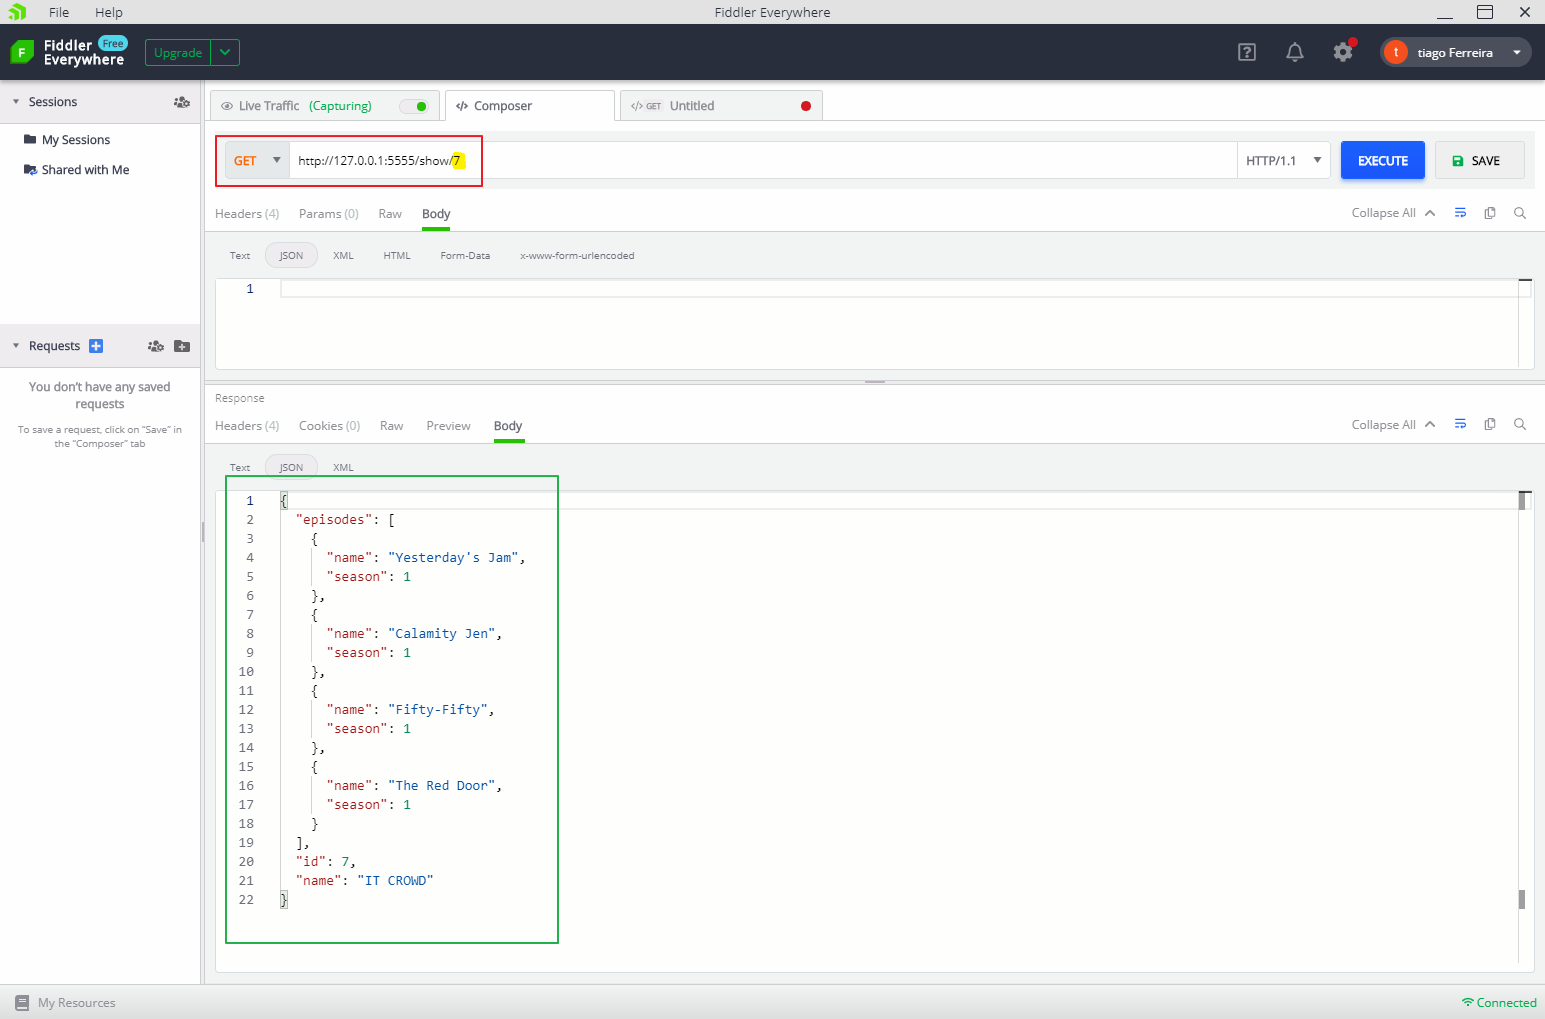 File Help Fiddler Everywhere
Fiddler Free
Everywhere
Upgrade
t tiago Ferreira
Sessions
My Sessions
Shared with Me
Live Traffic (Capturing)
</> Composer
</> GET Untitled
GET http://127.0.0.1:5555/show/7 HTTP/1.1 EXECUTE SAVE
Headers (4) Params (0) Raw Body Collapse All
Text JSON XML HTML Form-Data x-www-form-urlencoded
1
Requests
You don't have any saved
requests
To save a request, click on "Save" in
the "Composer" tab
Response
Headers (4) Cookies (0) Raw Preview Body Collapse All
Text JSON XML
1 {
2 "episodes": [
3 {
4 "name": "Yesterday's Jam",
5 "season": 1
6 },
7 {
8 "name": "Calamity Jen",
9 "season": 1
10 },
11 {
12 "name": "Fifty-Fifty",
13 "season": 1
14 },
15 {
16 "name": "The Red Door",
17 "season": 1
18 }
19 ],
20 "id": 7,
21 "name": "IT CROWD"
22 }
My Resources Connected